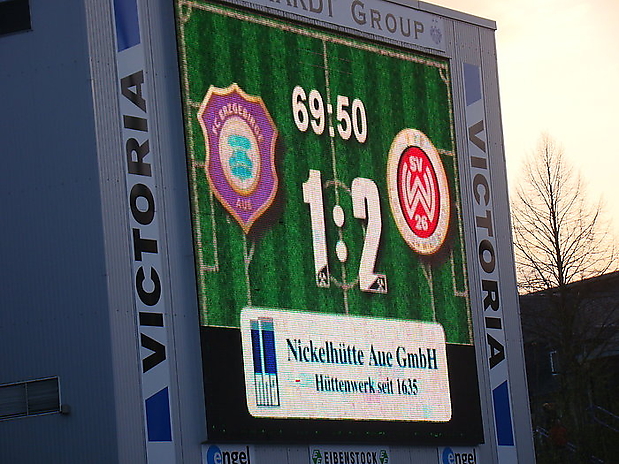 HARDT GROUP
VICTORIA
69:50
FC ERZGEBIRGE
AUE
1:2
SV
W
26
VICTORIA
Nickelhütte Aue GmbH
Hüttenwerk seit 1635
engel
EIBENSTOCK
engel